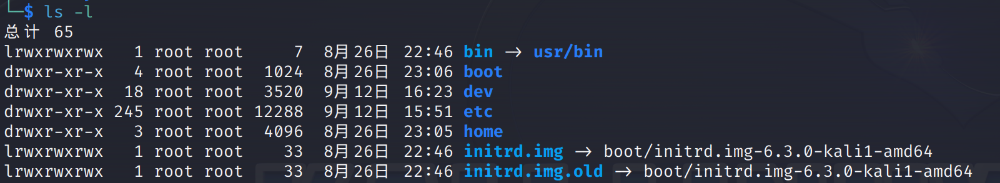 └─$ ls -l
总计 65
lrwxrwxrwx   1 root root     7  8月26日 22:46 bin -> usr/bin
drwxr-xr-x   4 root root  1024  8月26日 23:06 boot
drwxr-xr-x  18 root root  3520  9月12日 16:23 dev
drwxr-xr-x 245 root root 12288  9月12日 15:51 etc
drwxr-xr-x   3 root root  4096  8月26日 23:05 home
lrwxrwxrwx   1 root root    33  8月26日 22:46 initrd.img -> boot/initrd.img-6.3.0-kali1-amd64
lrwxrwxrwx   1 root root    33  8月26日 22:46 initrd.img.old -> boot/initrd.img-6.3.0-kali1-amd64